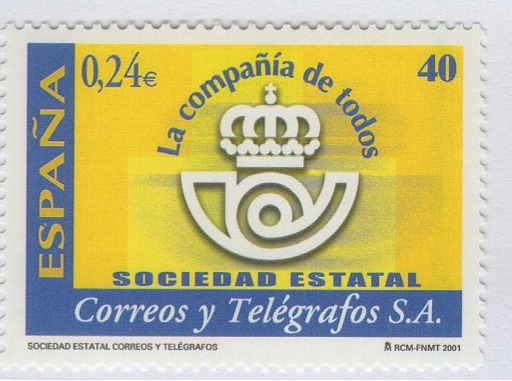 ESPAÑA
0,24€
40
La compañía de todos
SOCIEDAD ESTATAL
Correos y Telégrafos S.A.
SOCIEDAD ESTATAL CORREOS Y TELÉGRAFOS
RCM-FNMT 2001